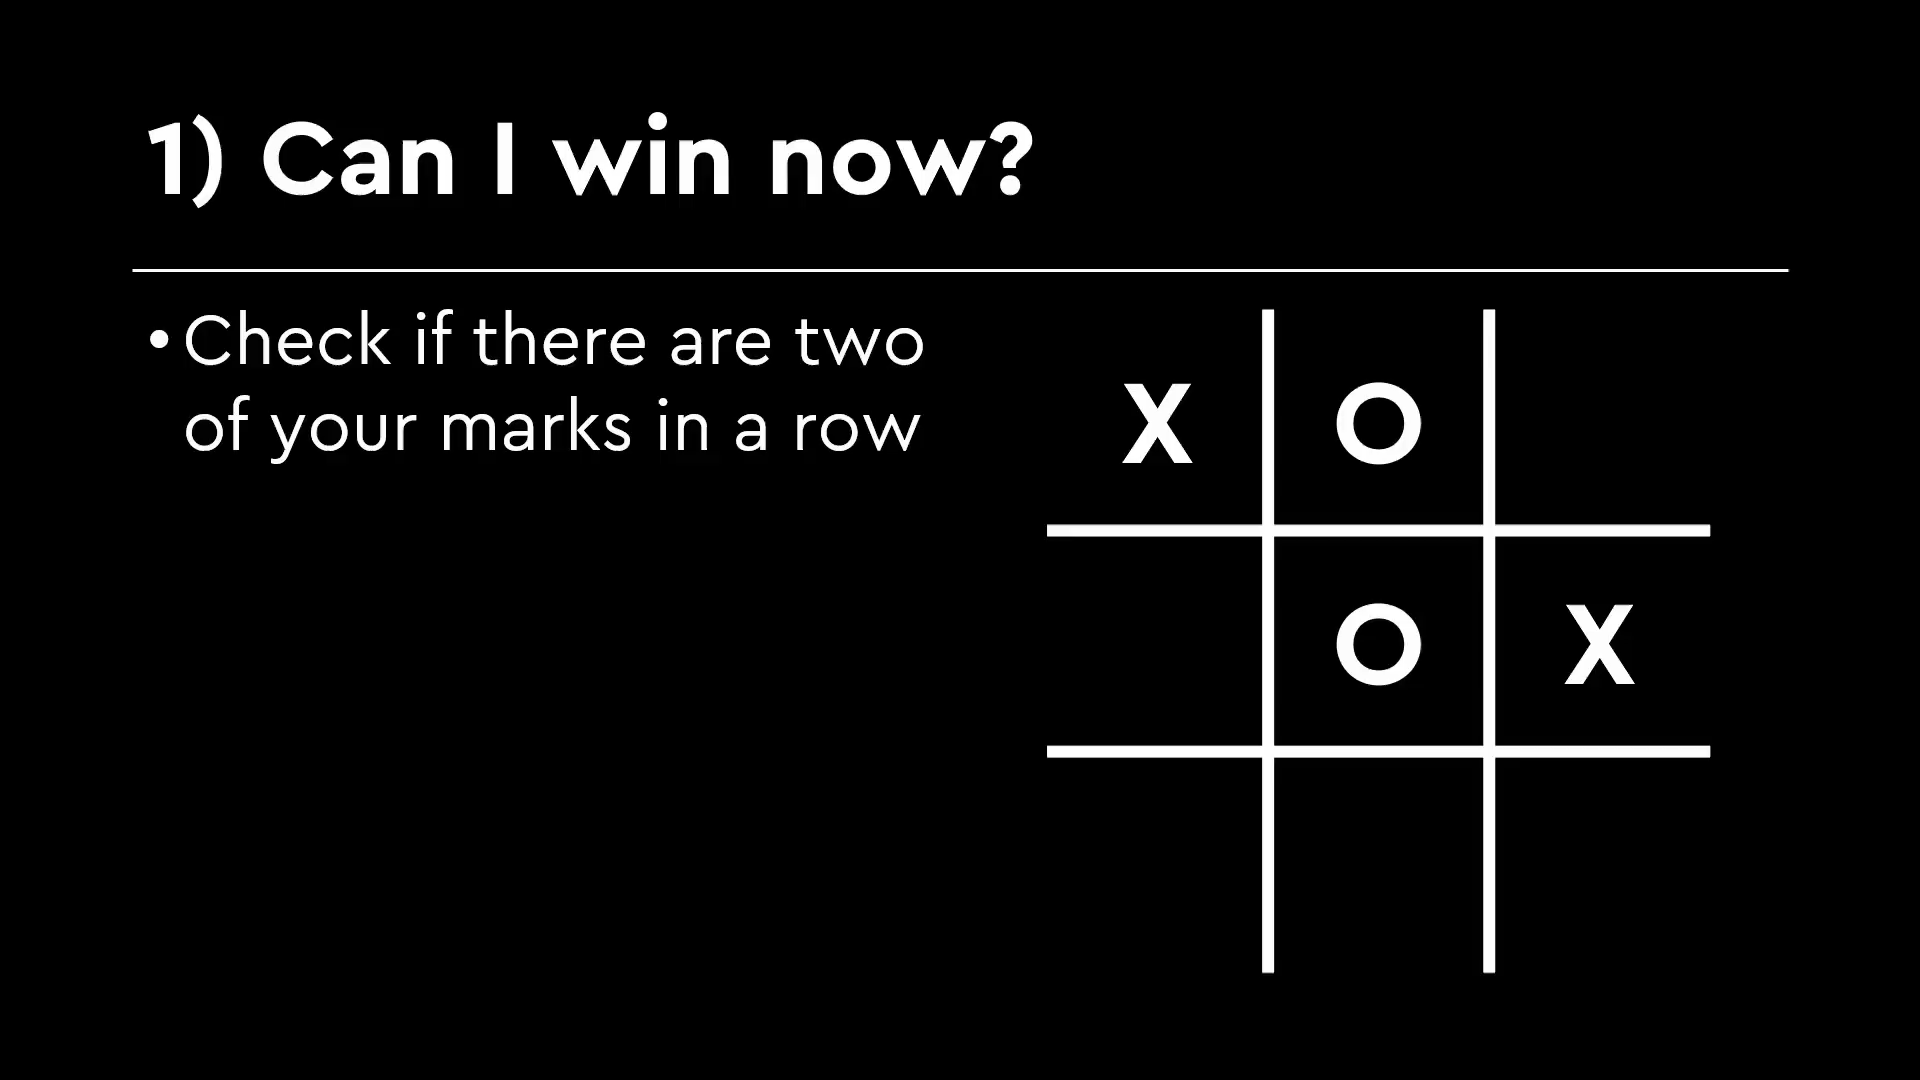 1) Can I win now?
• Check if there are two
of your marks in a row
X O
O X